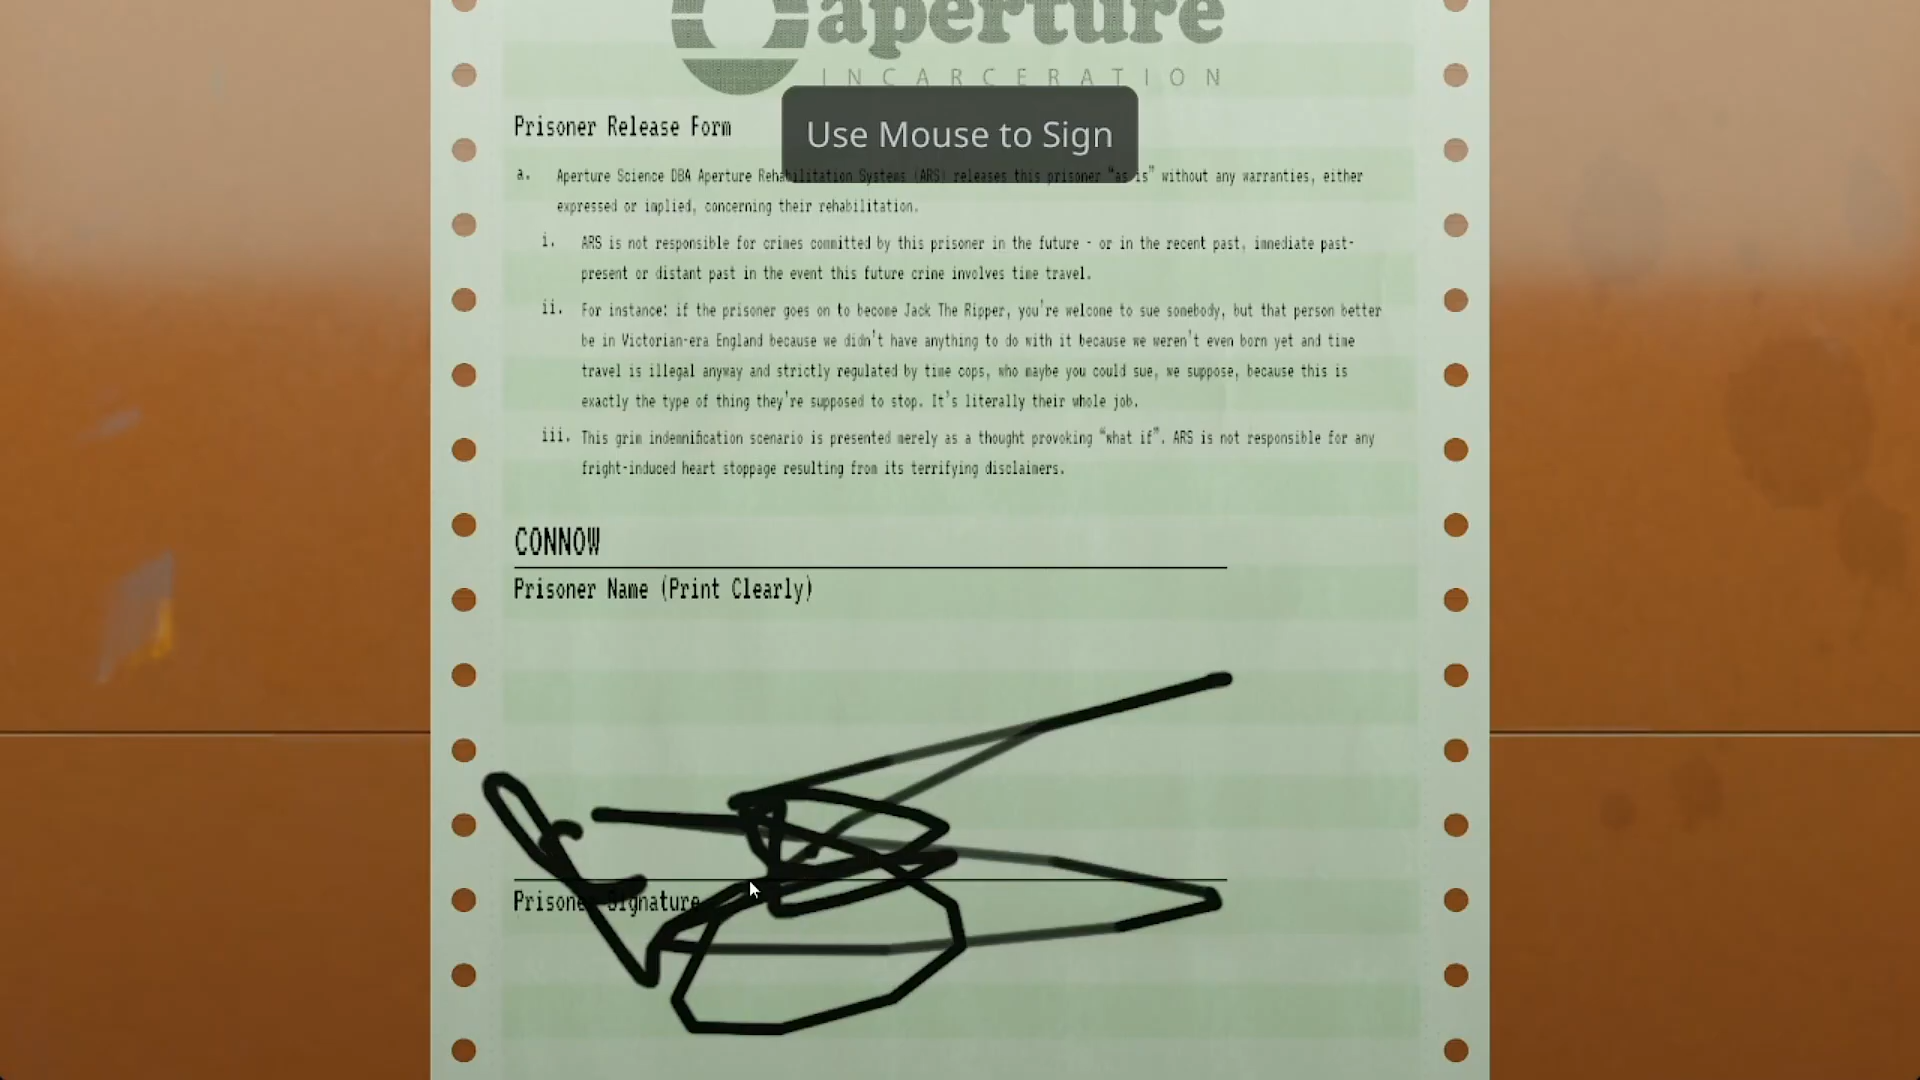 aperture
INCARCERATION
Use Mouse to Sign
Prisoner Release Form
a. Aperture Science DBA Aperture Rehabilitation Systems (ARS) releases this prisoner "as is" without any warranties, either
expressed or implied, concerning their rehabilitation.
i. ARS is not responsible for crimes committed by this prisoner in the future - or in the recent past, immediate past-
present or distant past in the event this future crime involves time travel.
ii. For instance: if the prisoner goes on to become Jack The Ripper, you're welcome to sue somebody, but that person better
be in Victorian-era England because we didn't have anything to do with it because we weren't even born yet and time
travel is illegal anyway and strictly regulated by time cops, who maybe you could sue, we suppose, because this is
exactly the type of thing they're supposed to stop. It's literally their whole job.
iii. This grim indemnification scenario is presented merely as a thought provoking "what if". ARS is not responsible for any
fright-induced heart stoppage resulting from its terrifying disclaimers.
CONNOW
Prisoner Name (Print Clearly)
Prisoner Signature